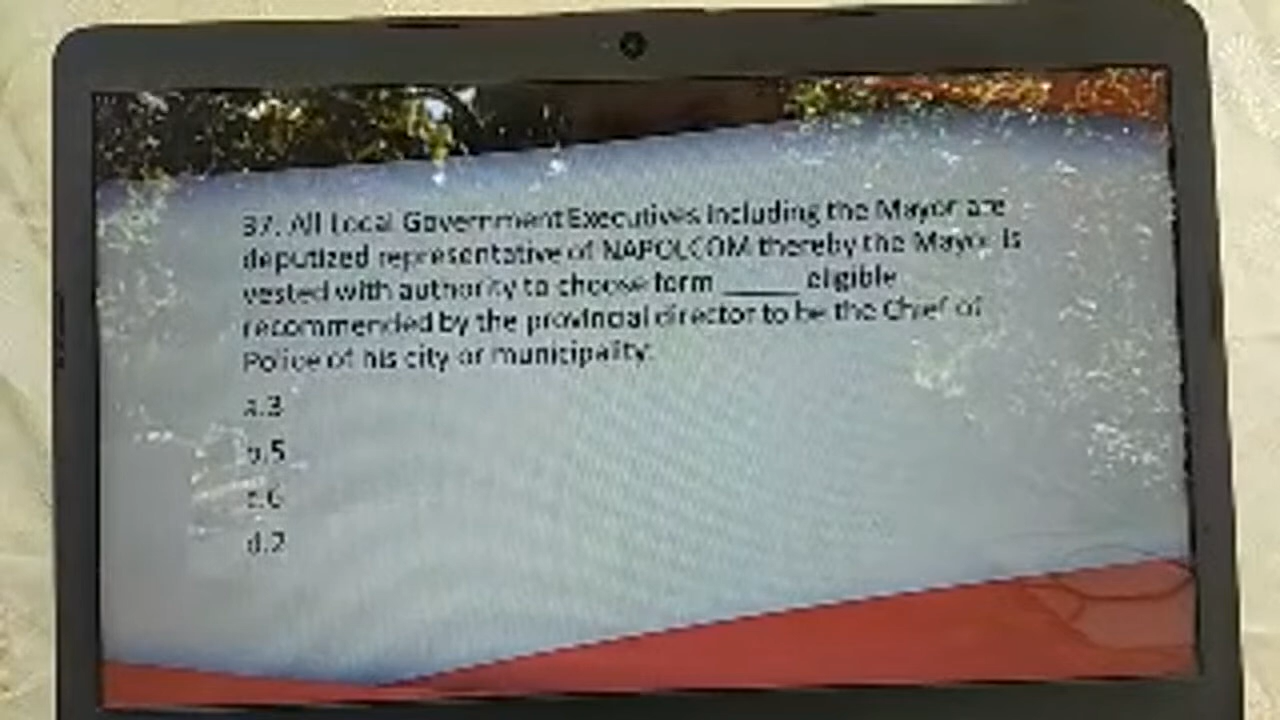 37. All Local Government Executives including the Mayor are
deputized representative of NAPOLCOM thereby the Mayor is
vested with authority to choose form ______ eligible
recommended by the provincial director to be the Chief of
Police of his city or municipality.
a.3
b.5
c.6
d.2